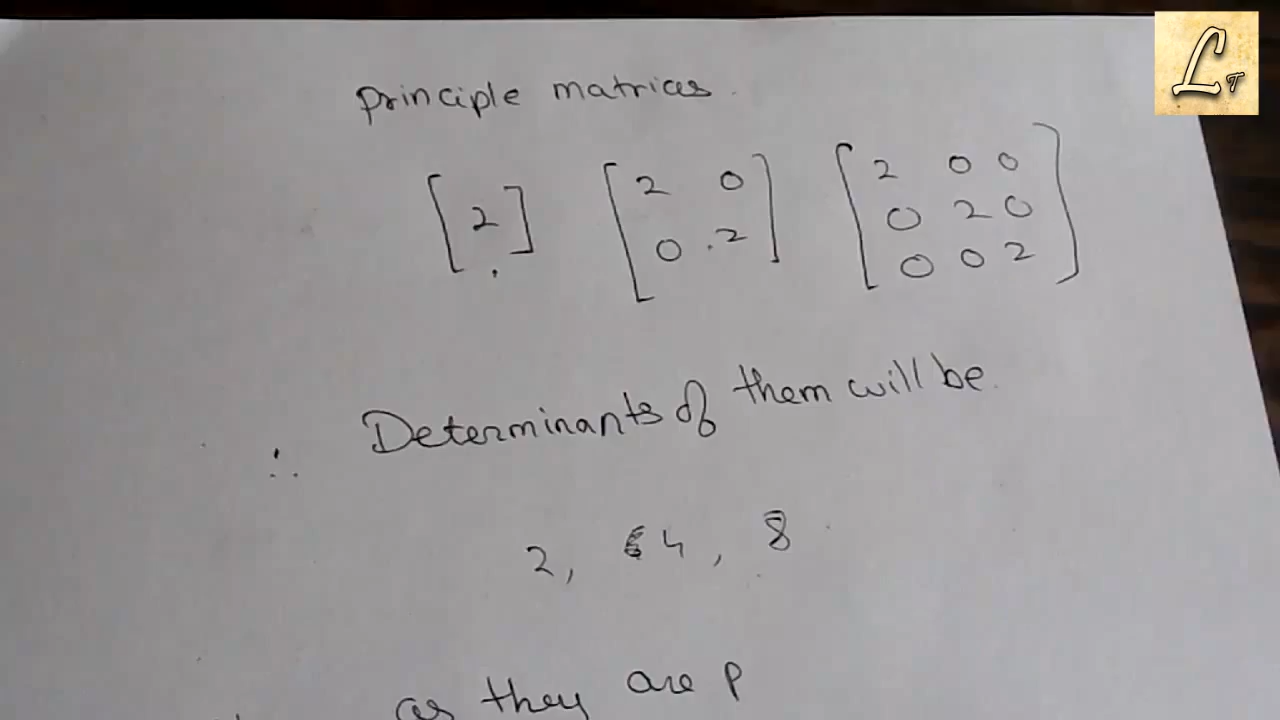 LT
principle matrices
[2] [2 0 [2 0 0
0 2] 0 2 0
0 0 2]
∴ Determinants of them will be
2, 4, 8
as they are p